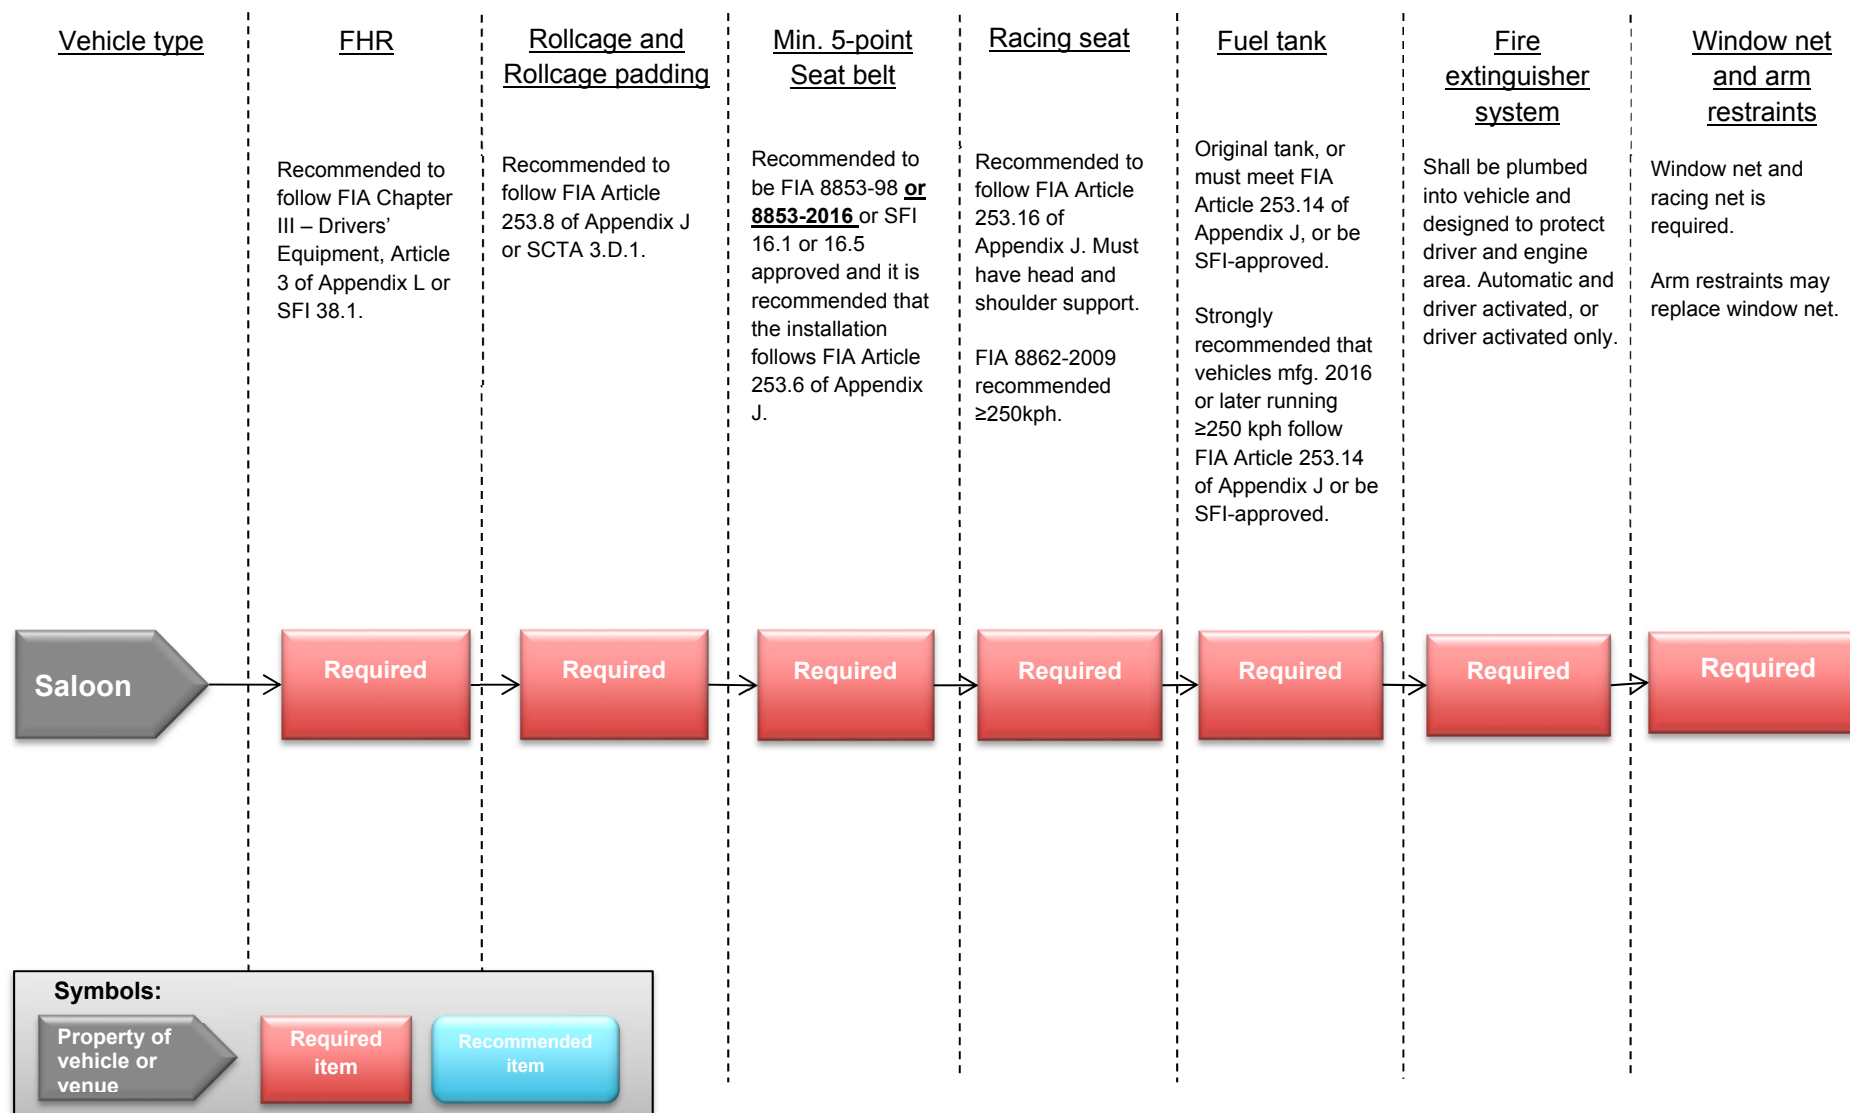 Vehicle type
FHR
Recommended to
follow FIA Chapter
III – Drivers'
Equipment, Article
3 of Appendix L or
SFI 38.1.
Rollcage and
Rollcage padding
Recommended to
follow FIA Article
253.8 of Appendix J
or SCTA 3.D.1.
Min. 5-point
Seat belt
Recommended to
be FIA 8853-98 or
8853-2016 or SFI
16.1 or 16.5
approved and it is
recommended that
the installation
follows FIA Article
253.6 of Appendix
J.
Racing seat
Recommended to
follow FIA Article
253.16 of
Appendix J. Must
have head and
shoulder support.
FIA 8862-2009
recommended
≥250kph.
Fuel tank
Original tank, or
must meet FIA
Article 253.14 of
Appendix J, or be
SFI-approved.
Strongly
recommended that
vehicles mfg. 2016
or later running
≥250 kph follow
FIA Article 253.14
of Appendix J or be
SFI-approved.
Fire
extinguisher
system
Shall be plumbed
into vehicle and
designed to protect
driver and engine
area. Automatic and
driver activated, or
driver activated only.
Window net
and arm
restraints
Window net and
racing net is
required.
Arm restraints may
replace window net.
Saloon
Required
Required
Required
Required
Required
Required
Required
Symbols:
Property of
vehicle or
venue
Required
item
Recommended
item